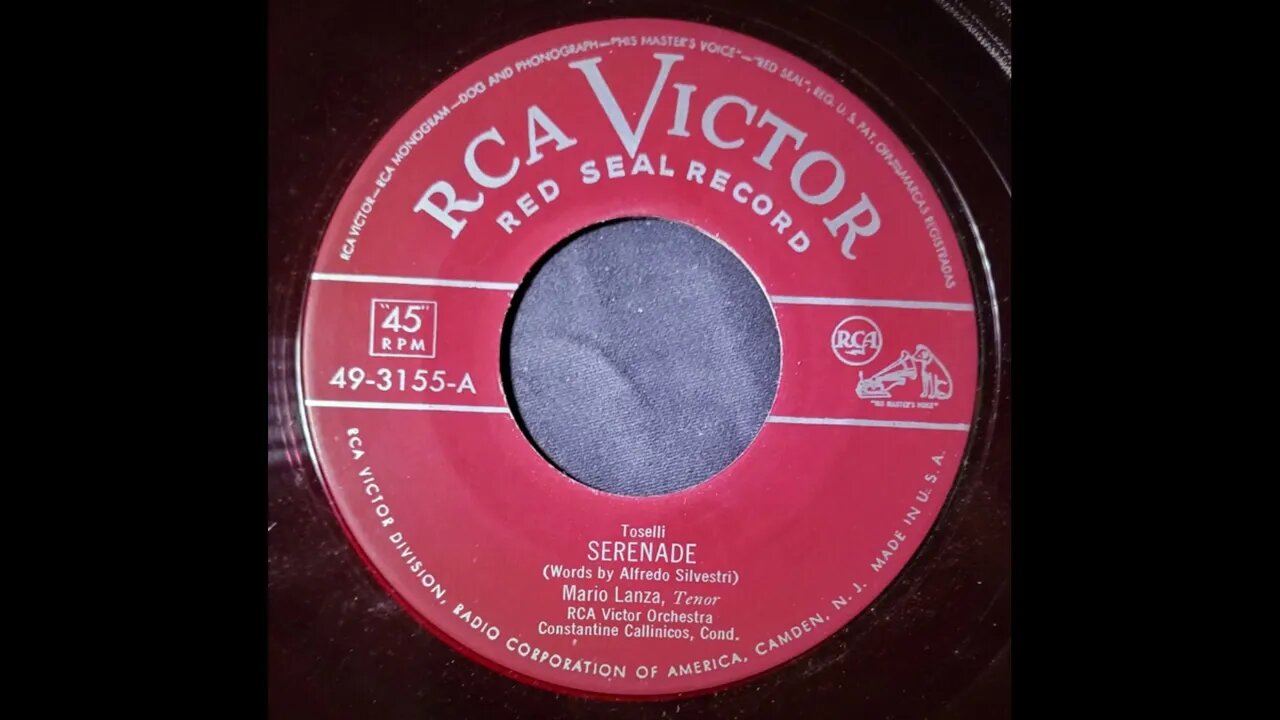 RCA VICTOR—RCA MONOGRAM—DOG AND PHONOGRAPH—"HIS MASTER'S VOICE"—"RED SEAL", REG. U. S. PAT. OFF.—MARCAS REGISTRADAS
RCA VICTOR
RED SEAL RECORD
"45"
RPM
49-3155-A
RCA
"HIS MASTER'S VOICE"
Toselli
SERENADE
(Words by Alfredo Silvestri)
Mario Lanza, Tenor
RCA Victor Orchestra
Constantine Callinicos, Cond.
RCA VICTOR DIVISION, RADIO CORPORATION OF AMERICA, CAMDEN, N. J. MADE IN U. S. A.